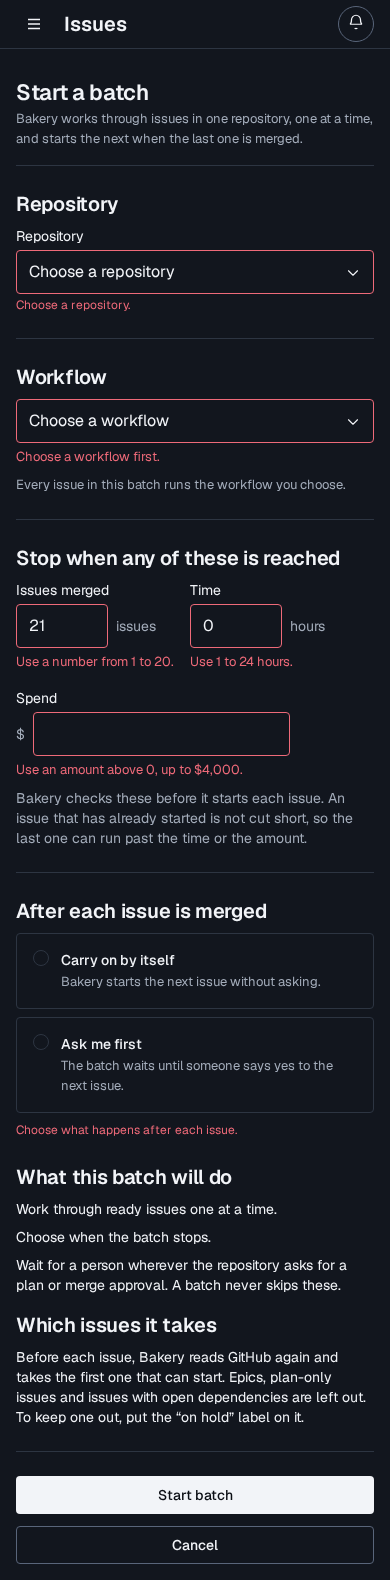 Issues
Start a batch
Bakery works through issues in one repository, one at a time,
and starts the next when the last one is merged.
Repository
Repository
Choose a repository
Choose a repository.
Workflow
Choose a workflow
Choose a workflow first.
Every issue in this batch runs the workflow you choose.
Stop when any of these is reached
Issues merged Time
21 issues 0 hours
Use a number from 1 to 20. Use 1 to 24 hours.
Spend
$
Use an amount above 0, up to $4,000.
Bakery checks these before it starts each issue. An
issue that has already started is not cut short, so the
last one can run past the time or the amount.
After each issue is merged
Carry on by itself
Bakery starts the next issue without asking.
Ask me first
The batch waits until someone says yes to the
next issue.
Choose what happens after each issue.
What this batch will do
Work through ready issues one at a time.
Choose when the batch stops.
Wait for a person wherever the repository asks for a
plan or merge approval. A batch never skips these.
Which issues it takes
Before each issue, Bakery reads GitHub again and
takes the first one that can start. Epics, plan-only
issues and issues with open dependencies are left out.
To keep one out, put the “on hold” label on it.
Start batch
Cancel